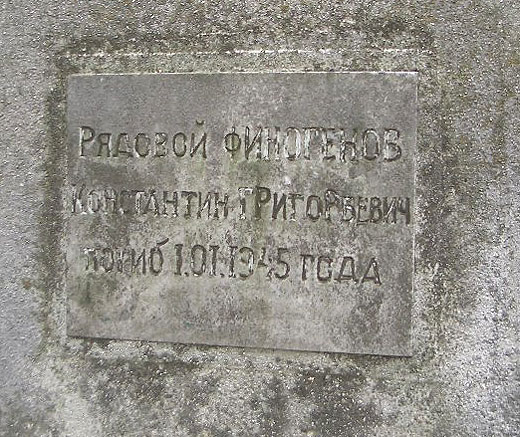 Рядовой ФИНОГЕНОВ
Константин ГРИГОРЬЕВИЧ
погиб 1.01.1945 года